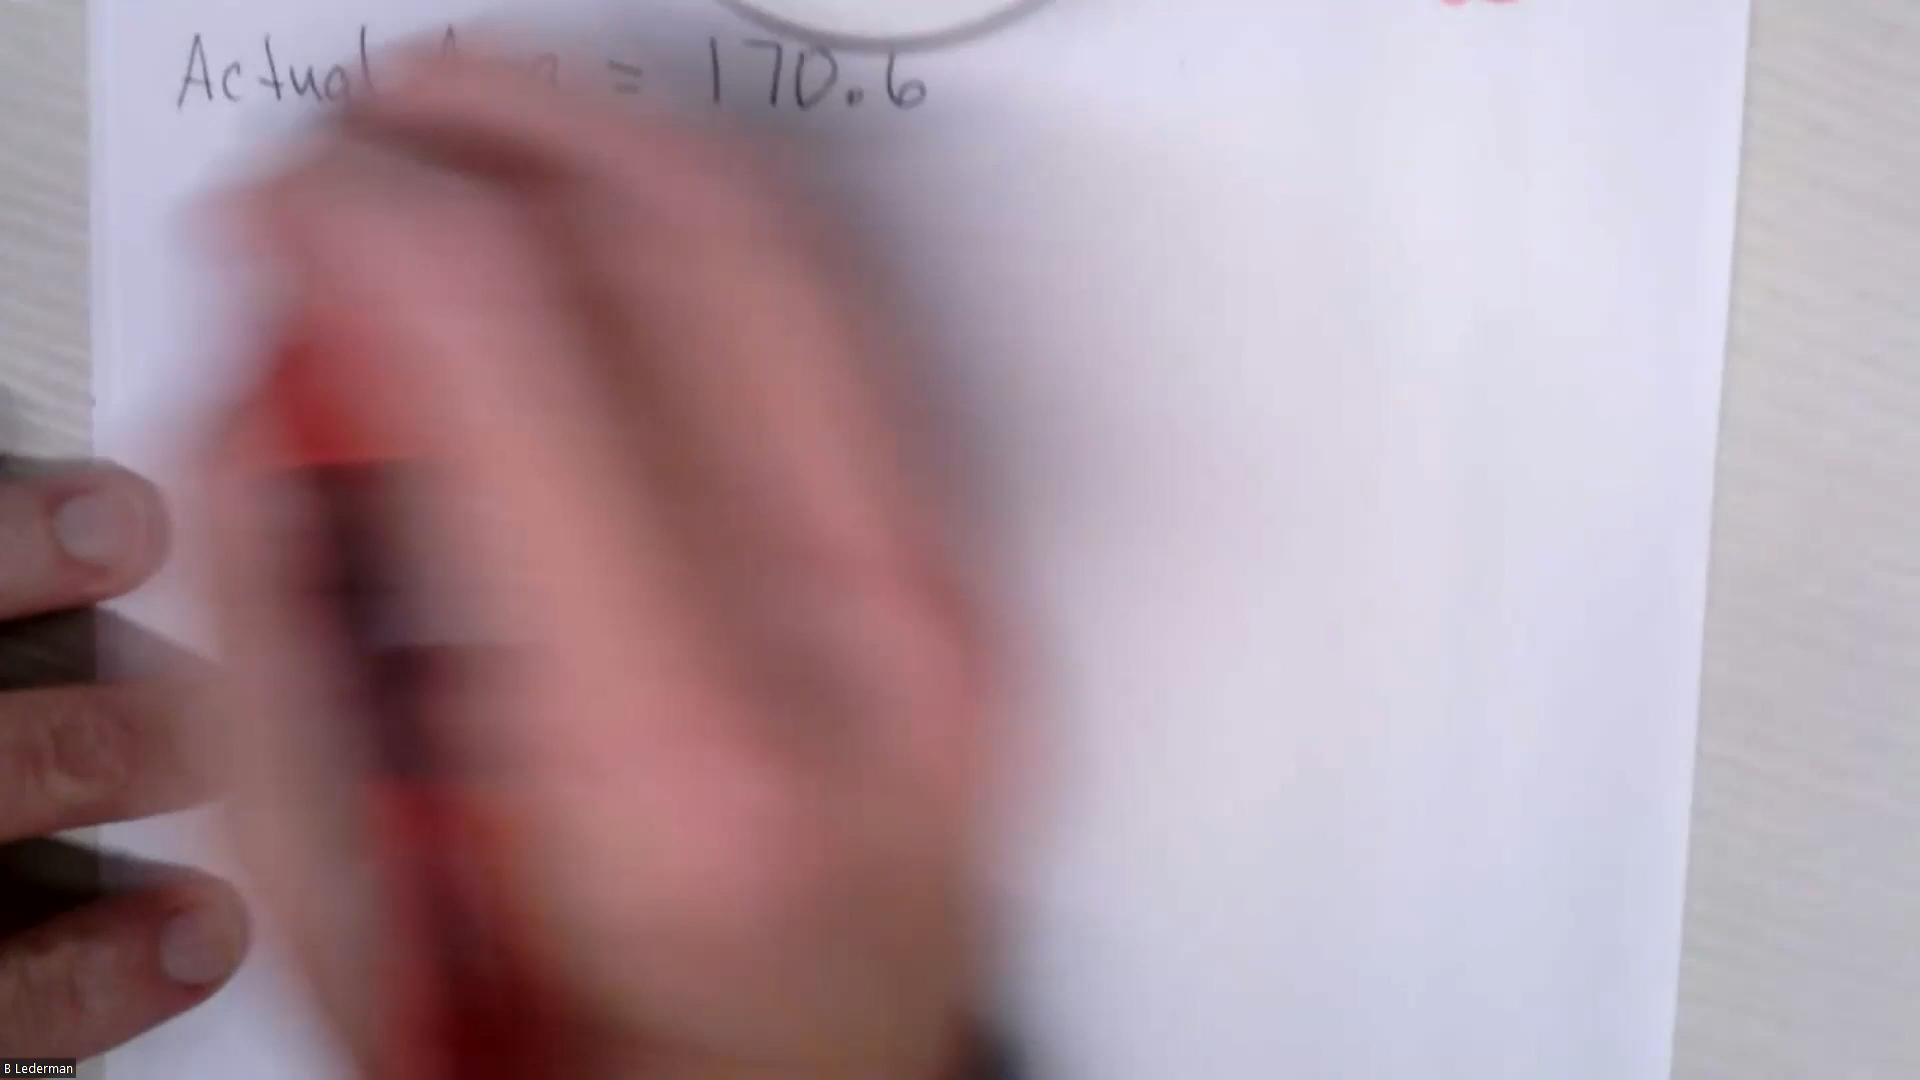 Actual = 170.6
B Lederman